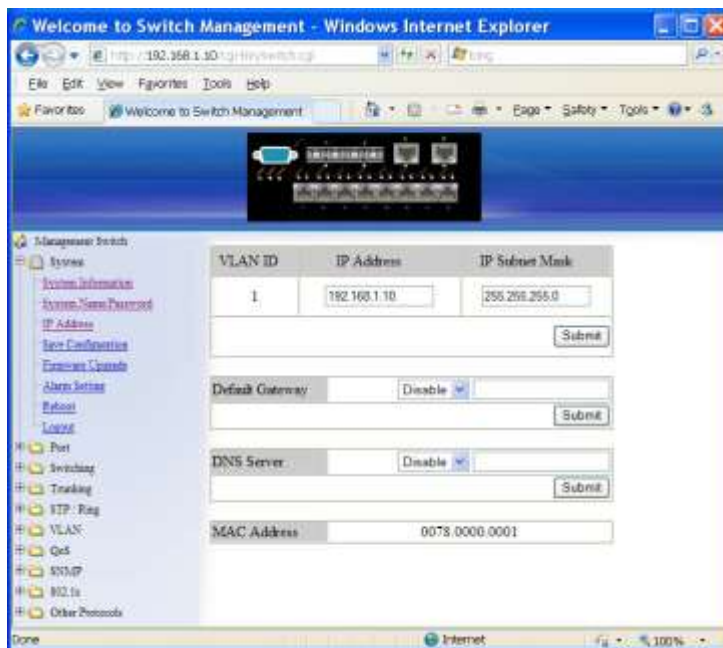 Welcome to Switch Management - Windows Internet Explorer
192.168.1.10
File Edit View Favorites Tools Help
Favorites Welcome to Switch Management Page Safety Tools
Management Switch
System
System Information
System Name/Password
IP Address
Save Configuration
Firmware Upgrade
Alarm Setting
Reboot
Logout
Port
Switching
Trunking
STP / Ring
VLAN
QoS
SNMP
802.1x
Other Protocols
VLAN ID IP Address IP Subnet Mask
1 192.168.1.10 255.255.255.0
Submit
Default Gateway Disable
Submit
DNS Server Disable
Submit
MAC Address 0078.0000.0001
Done Internet 100%